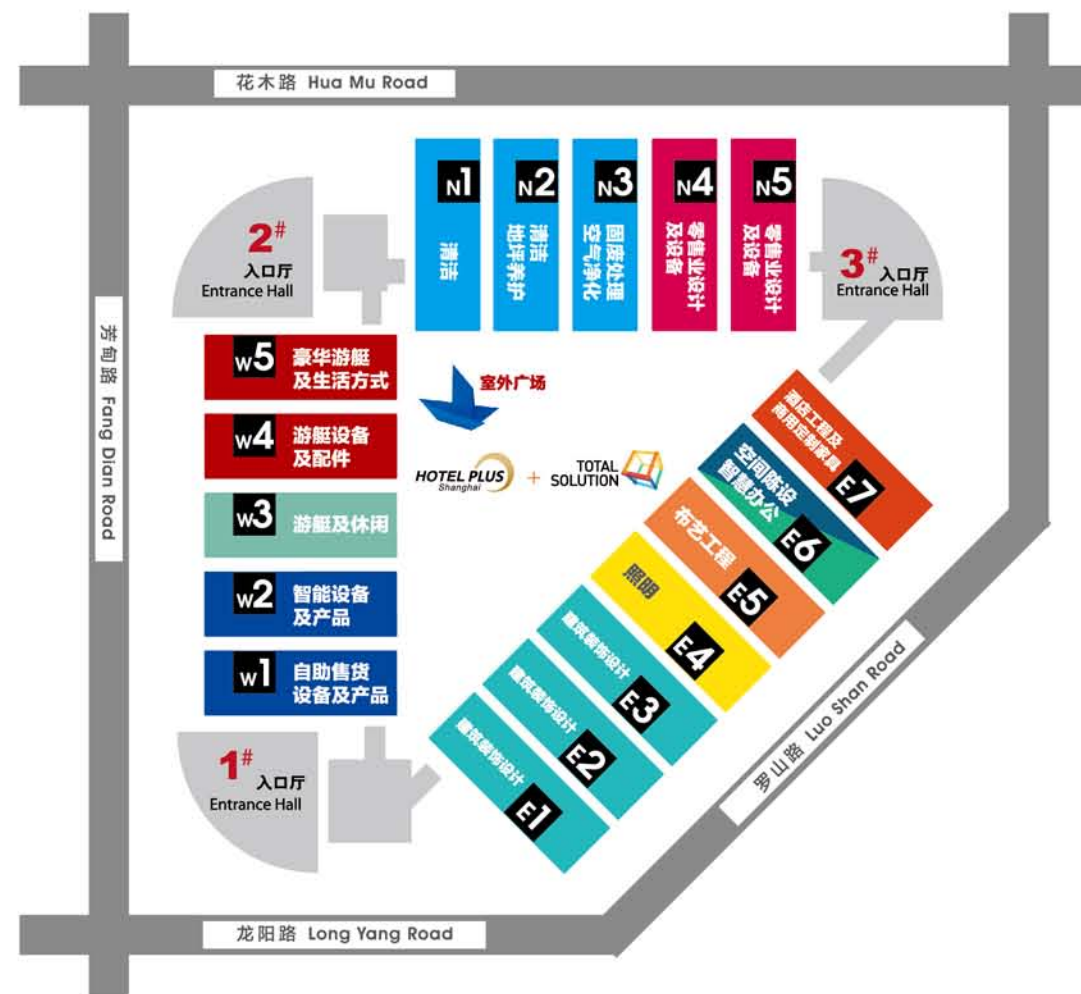 花木路 Hua Mu Road
N1
清洁
N2
清洁
地坪养护
N3
固废处理
空气净化
N4
零售业设计
及设备
N5
零售业设计
及设备
2#
入口厅
Entrance Hall
3#
入口厅
Entrance Hall
芳甸路 Fang Dian Road
W5
豪华游艇
及生活方式
W4
游艇设备
及配件
W3
游艇及休闲
W2
智能设备
及产品
W1
自助售货
设备及产品
室外广场
HOTEL PLUS
Shanghai
+
TOTAL
SOLUTION
酒店工程及
商用定制家具
E7
空间陈设
智慧办公
E6
布艺工程
E5
照明
E4
建筑装饰设计
E3
建筑装饰设计
E2
建筑装饰设计
E1
1#
入口厅
Entrance Hall
罗山路 Luo Shan Road
龙阳路 Long Yang Road